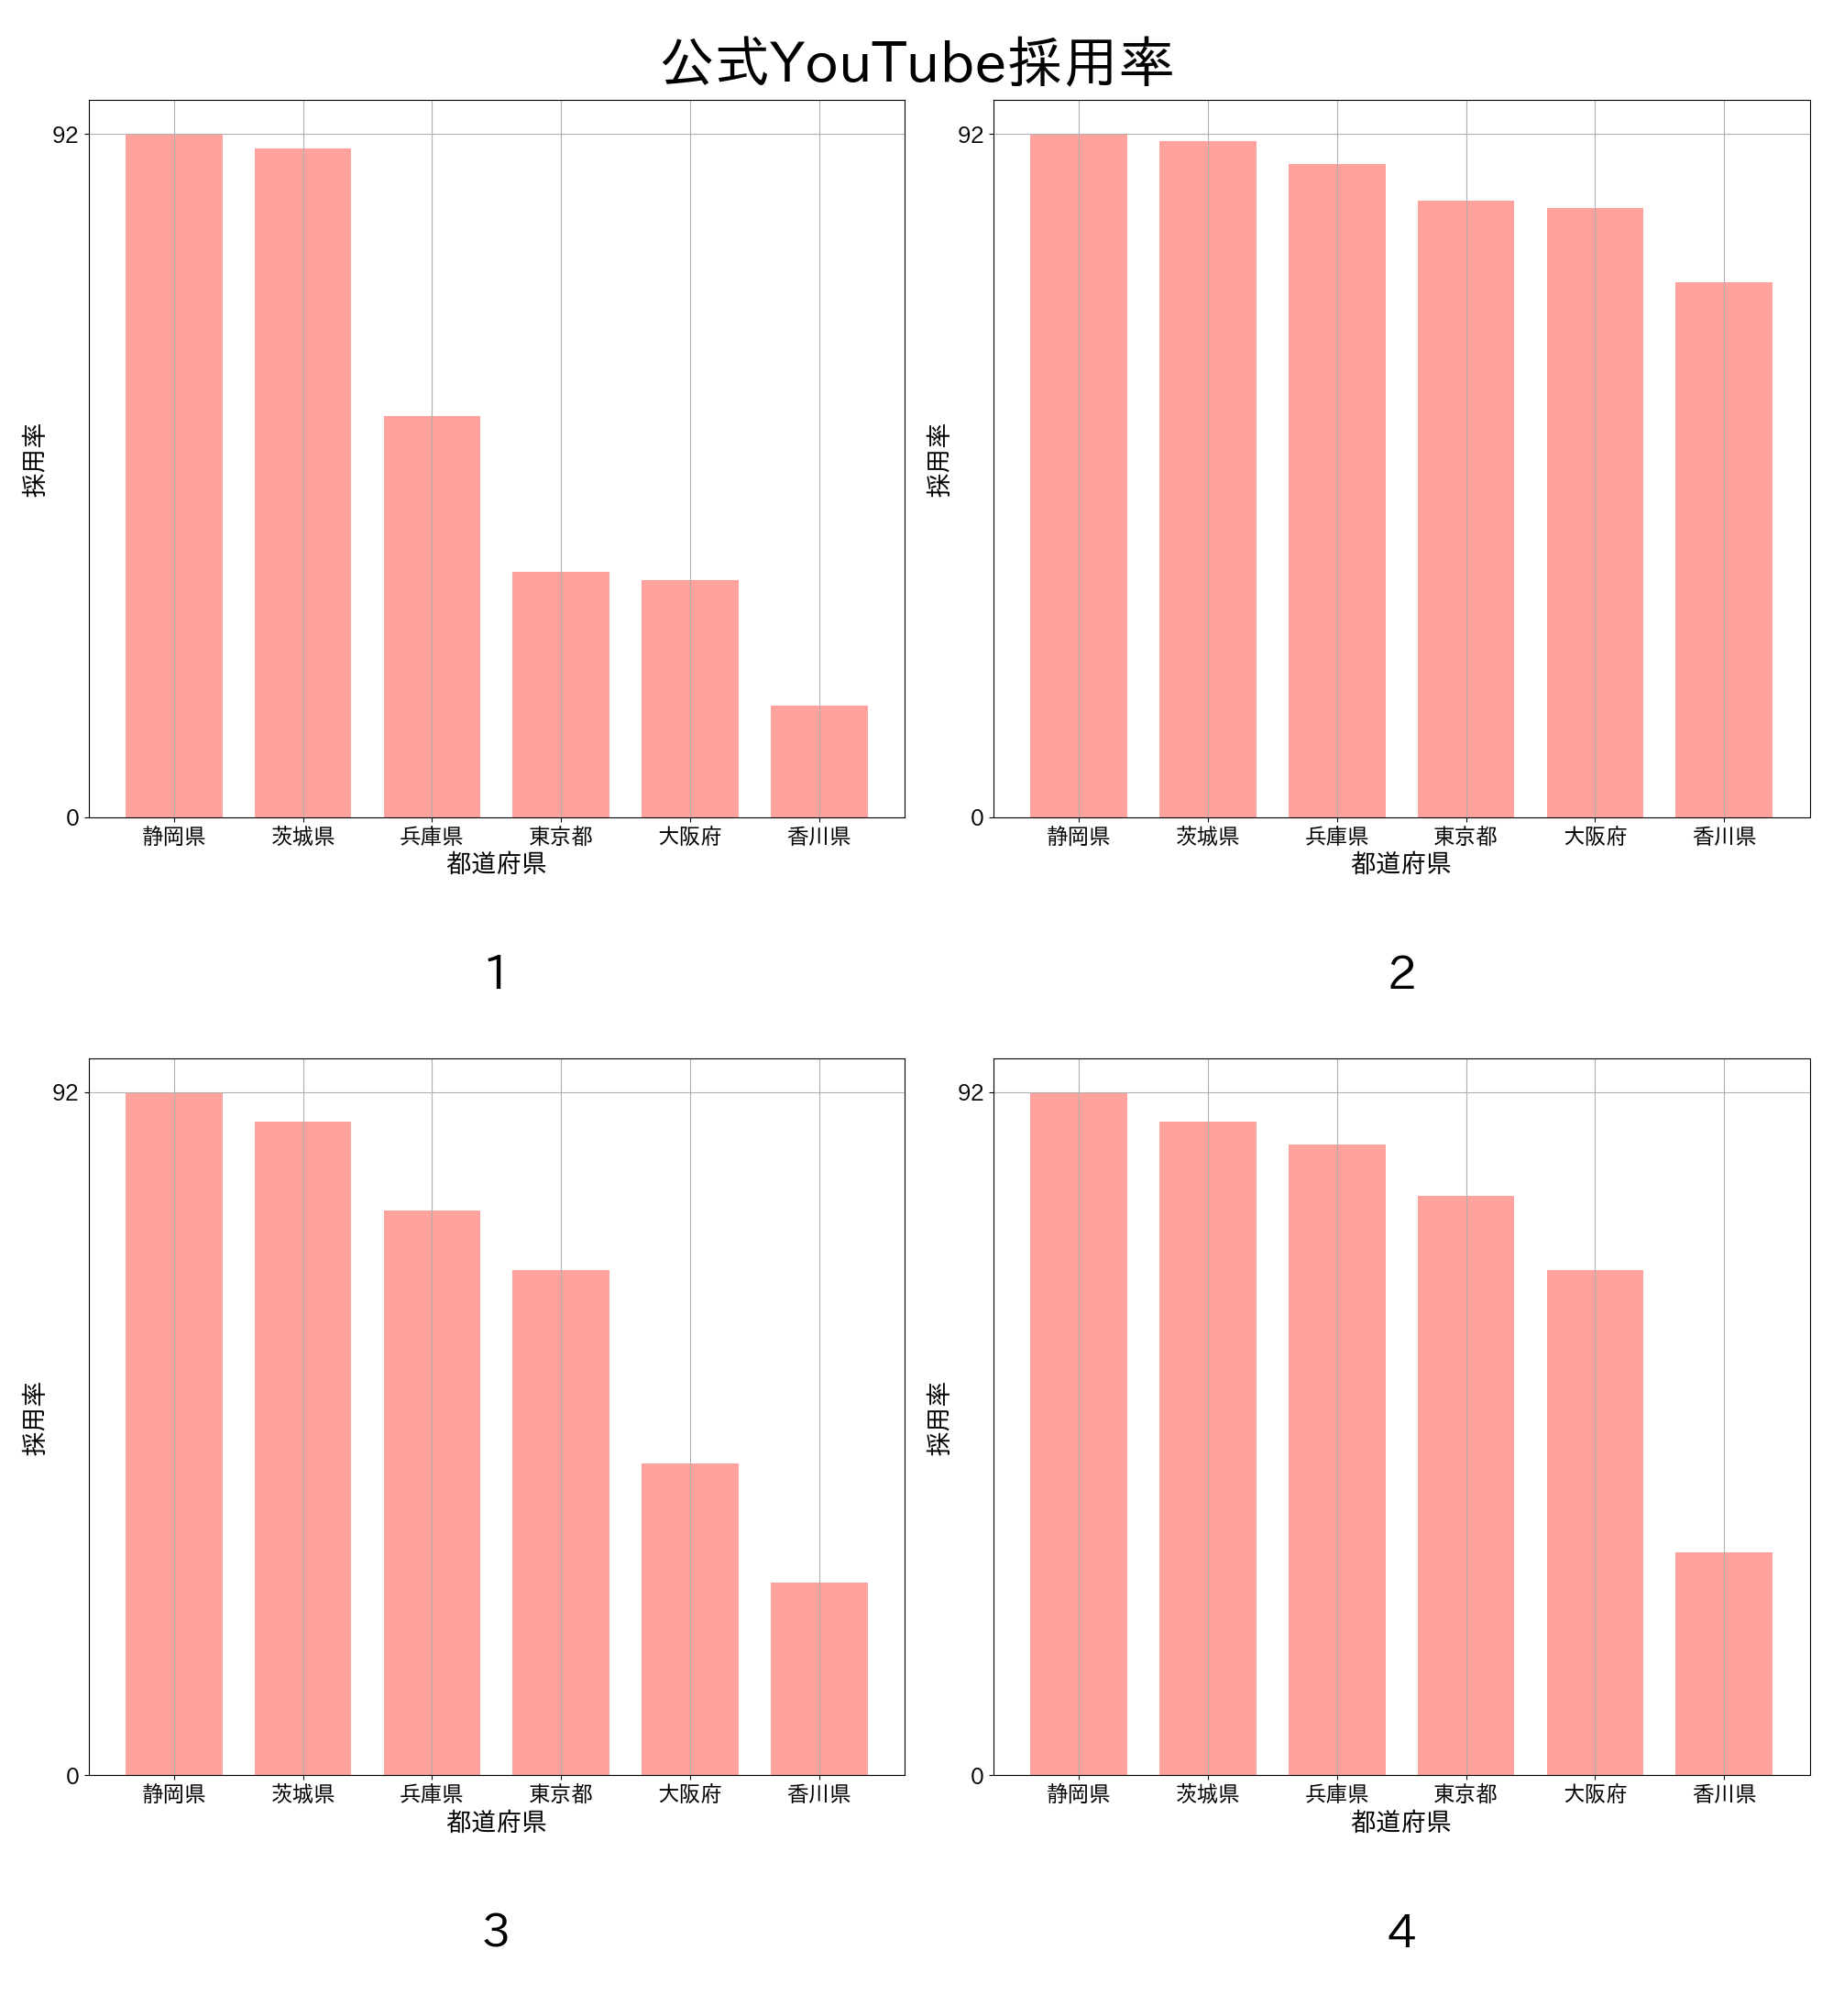 公式YouTube採用率
92
採用率
0
静岡県 茨城県 兵庫県 東京都 大阪府 香川県
都道府県
1
92
採用率
0
静岡県 茨城県 兵庫県 東京都 大阪府 香川県
都道府県
2
92
採用率
0
静岡県 茨城県 兵庫県 東京都 大阪府 香川県
都道府県
3
92
採用率
0
静岡県 茨城県 兵庫県 東京都 大阪府 香川県
都道府県
4